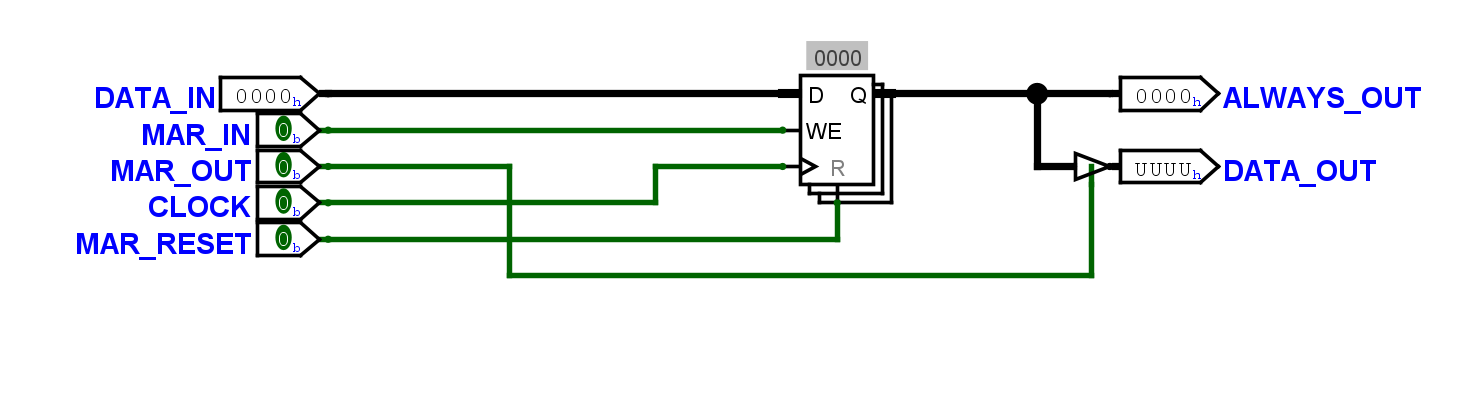 0000
DATA_IN 0000h D Q 0000h ALWAYS_OUT
MAR_IN 0b WE
MAR_OUT 0b R UUUUh DATA_OUT
CLOCK 0b
MAR_RESET 0b